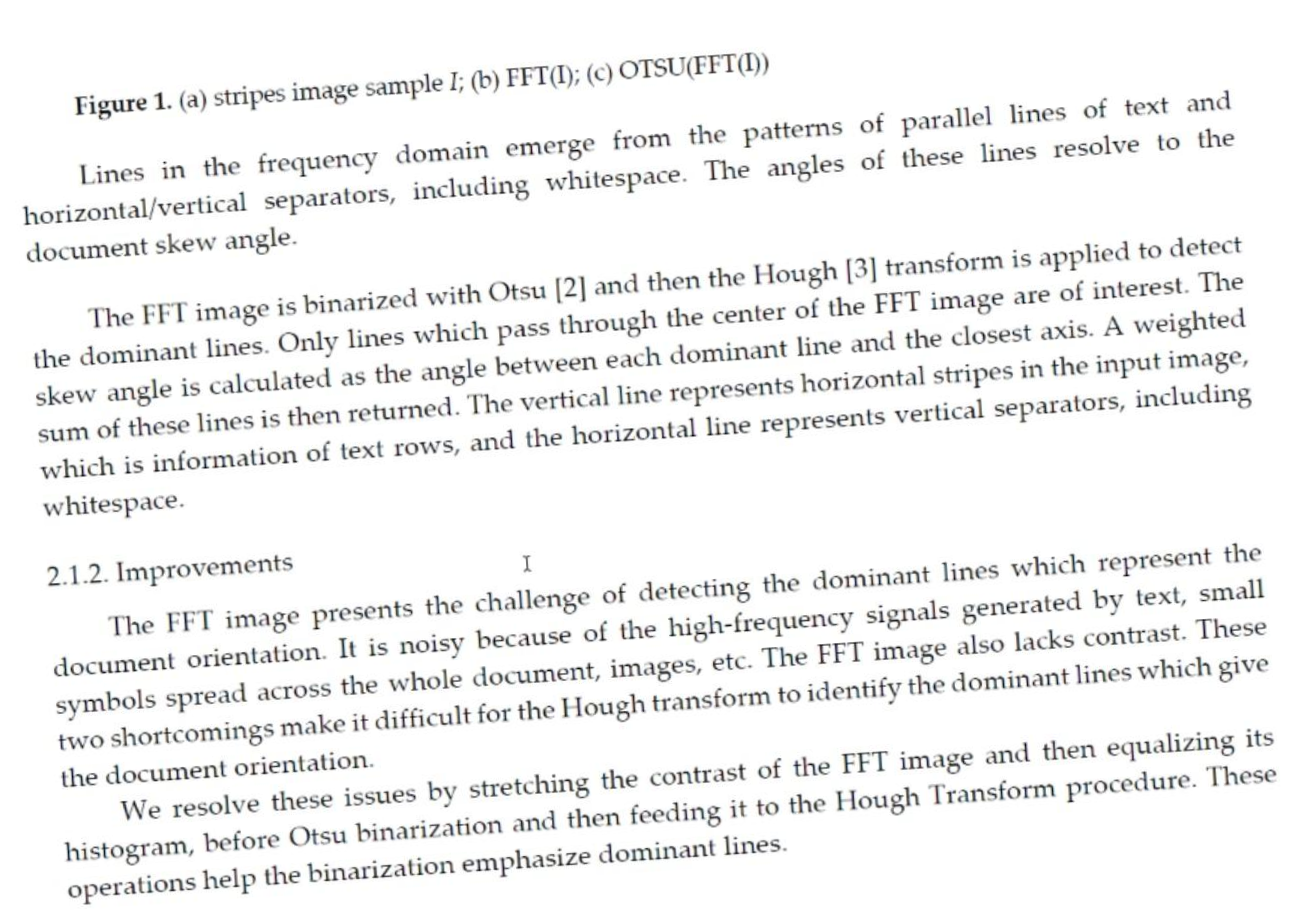 Figure 1. (a) stripes image sample I; (b) FFT(I); (c) OTSU(FFT(I))
Lines in the frequency domain emerge from the patterns of parallel lines of text and
horizontal/vertical separators, including whitespace. The angles of these lines resolve to the
document skew angle.
The FFT image is binarized with Otsu [2] and then the Hough [3] transform is applied to detect
the dominant lines. Only lines which pass through the center of the FFT image are of interest. The
skew angle is calculated as the angle between each dominant line and the closest axis. A weighted
sum of these lines is then returned. The vertical line represents horizontal stripes in the input image,
which is information of text rows, and the horizontal line represents vertical separators, including
whitespace.
2.1.2. Improvements
The FFT image presents the challenge of detecting the dominant lines which represent the
document orientation. It is noisy because of the high-frequency signals generated by text, small
symbols spread across the whole document, images, etc. The FFT image also lacks contrast. These
two shortcomings make it difficult for the Hough transform to identify the dominant lines which give
the document orientation.
We resolve these issues by stretching the contrast of the FFT image and then equalizing its
histogram, before Otsu binarization and then feeding it to the Hough Transform procedure. These
operations help the binarization emphasize dominant lines.